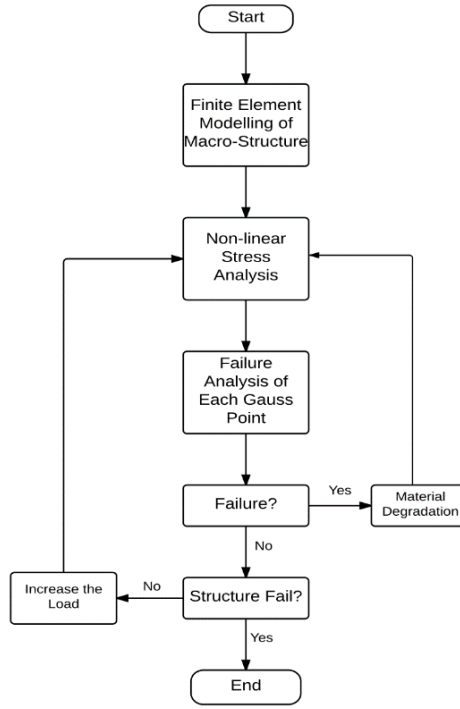 Start
Finite Element
Modelling of
Macro-Structure
Non-linear
Stress
Analysis
Failure
Analysis of
Each Gauss
Point
Failure?
Yes
Material
Degradation
No
Structure Fail?
No
Increase the
Load
Yes
End